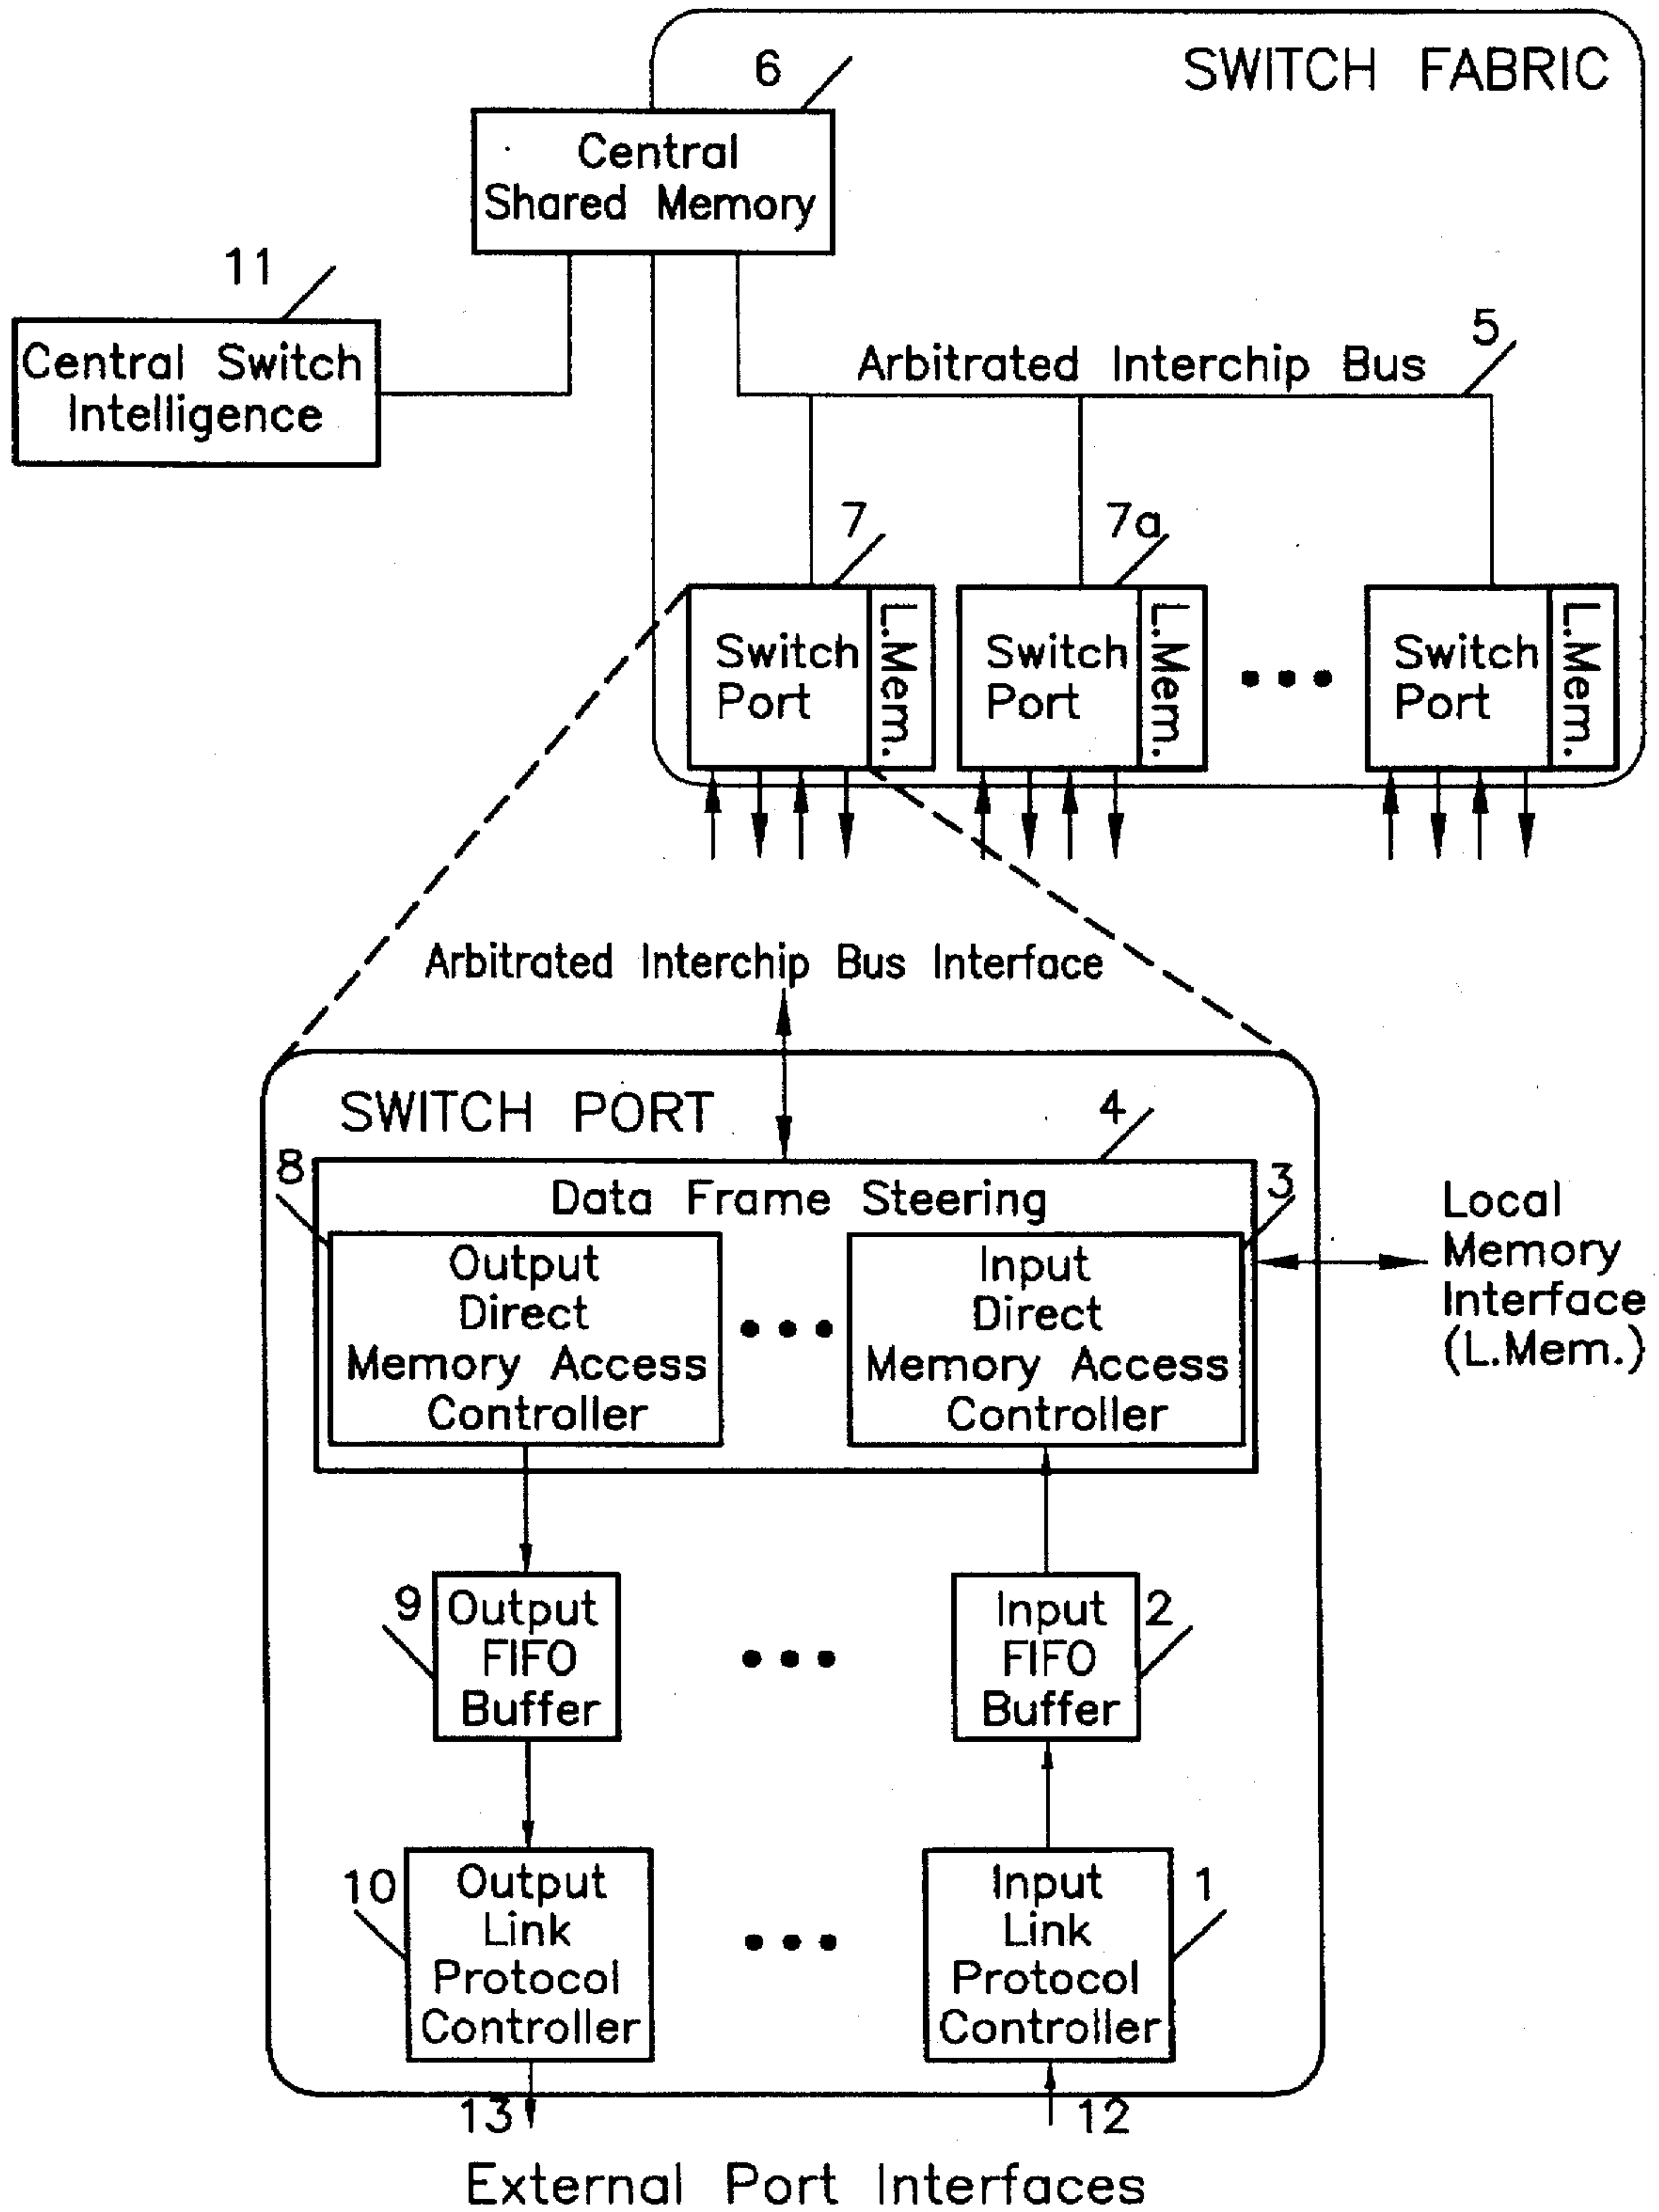 SWITCH FABRIC
6
Central
Shared Memory
11
Central Switch
Intelligence
5
Arbitrated Interchip Bus
7
7a
Switch
Port
L.Mem.
Switch
Port
L.Mem.
Switch
Port
L.Mem.
Arbitrated Interchip Bus Interface
SWITCH PORT
4
8
3
Data Frame Steering
Output
Direct
Memory Access
Controller
Input
Direct
Memory Access
Controller
Local
Memory
Interface
(L.Mem.)
9
Output
FIFO
Buffer
Input
FIFO
Buffer
2
10
Output
Link
Protocol
Controller
Input
Link
Protocol
Controller
1
13
12
External Port Interfaces